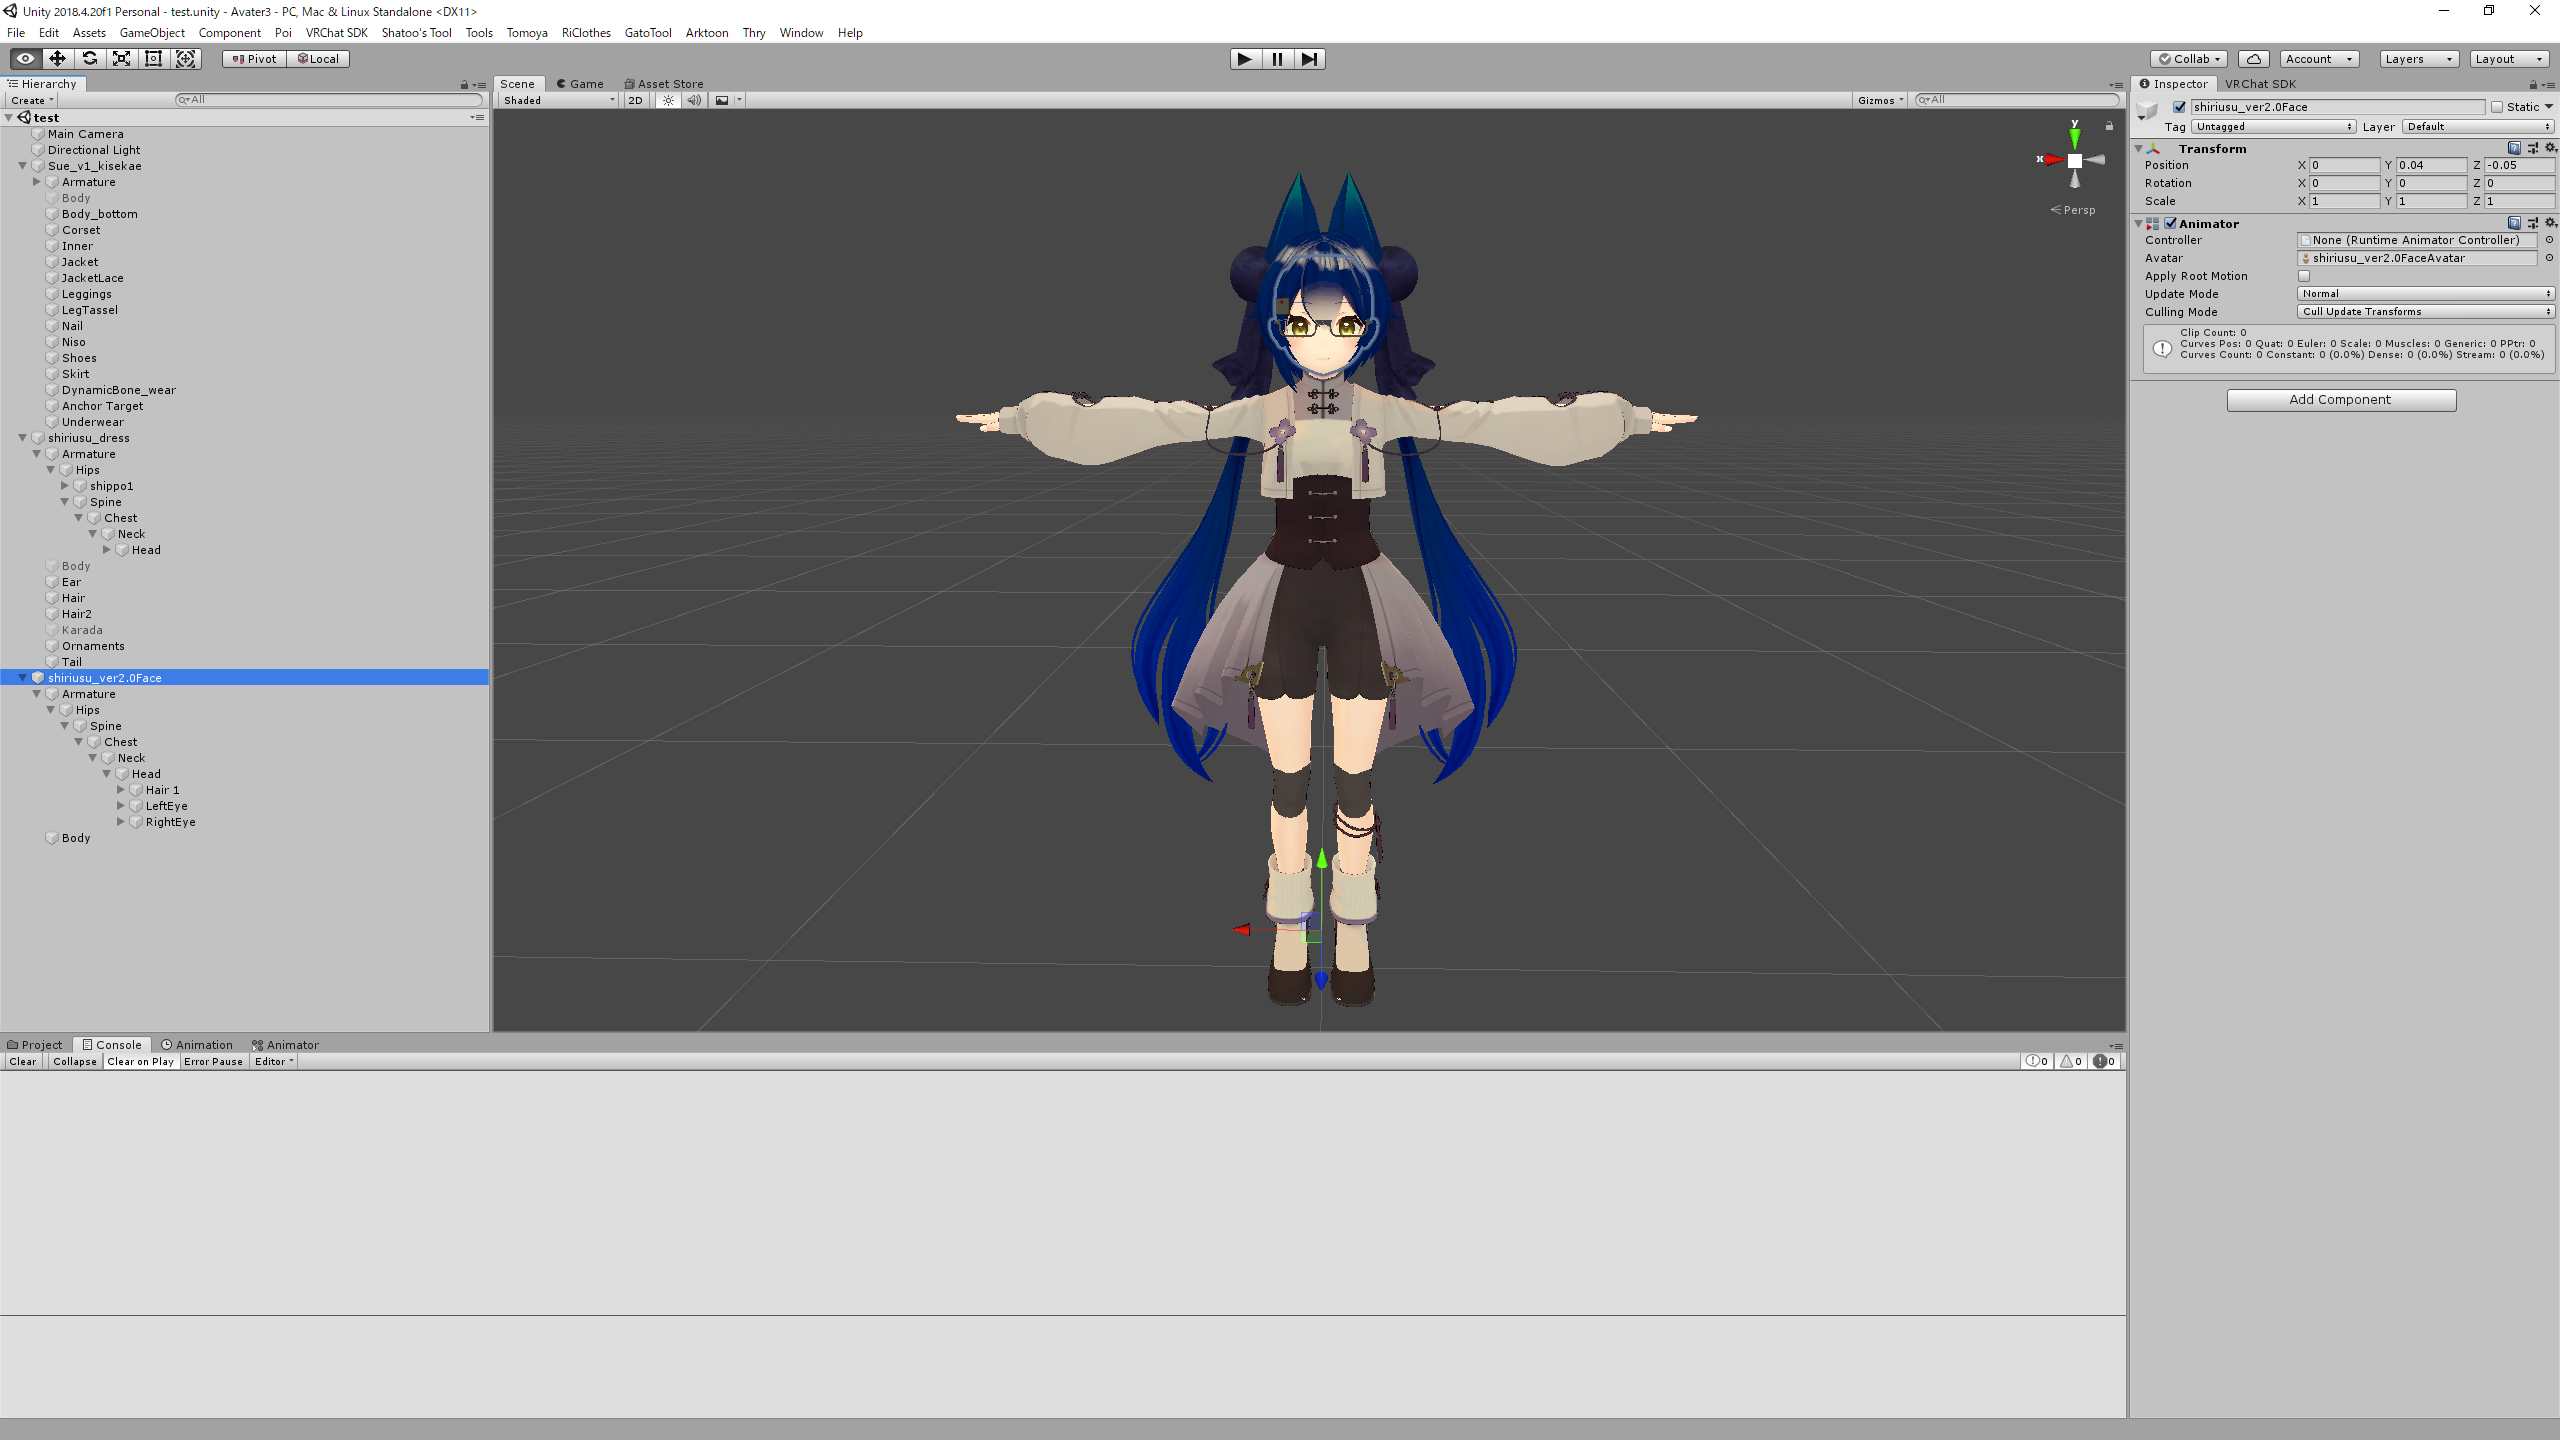 Unity 2018.4.20f1 Personal - test.unity - Avater3 - PC, Mac & Linux Standalone <DX11>
File Edit Assets GameObject Component Poi VRChat SDK Shatoo's Tool Tools Tomoya RiClothes GatoTool Arktoon Thry Window Help
Pivot Local Collab Account Layers Layout
Hierarchy
Create All
test
Main Camera
Directional Light
Sue_v1_kisekae
Armature
Body
Body_bottom
Corset
Inner
Jacket
JacketLace
Leggings
LegTassel
Nail
Niso
Shoes
Skirt
DynamicBone_wear
Anchor Target
Underwear
shiriusu_dress
Armature
Hips
shippo1
Spine
Chest
Neck
Head
Body
Ear
Hair
Hair2
Karada
Ornaments
Tail
shiriusu_ver2.0Face
Armature
Hips
Spine
Chest
Neck
Head
Hair 1
LeftEye
RightEye
Body
Scene Game Asset Store
Shaded 2D Gizmos All
y
x
Persp
Project Console Animation Animator
Clear Collapse Clear on Play Error Pause Editor 0 0 0
Inspector VRChat SDK
shiriusu_ver2.0Face Static
Tag Untagged Layer Default
Transform
Position X 0 Y 0.04 Z -0.05
Rotation X 0 Y 0 Z 0
Scale X 1 Y 1 Z 1
Animator
Controller None (Runtime Animator Controller)
Avatar shiriusu_ver2.0FaceAvatar
Apply Root Motion
Update Mode Normal
Culling Mode Cull Update Transforms
Clip Count: 0
Curves Pos: 0 Quat: 0 Euler: 0 Scale: 0 Muscles: 0 Generic: 0 PPtr: 0
Curves Count: 0 Constant: 0 (0.0%) Dense: 0 (0.0%) Stream: 0 (0.0%)
Add Component